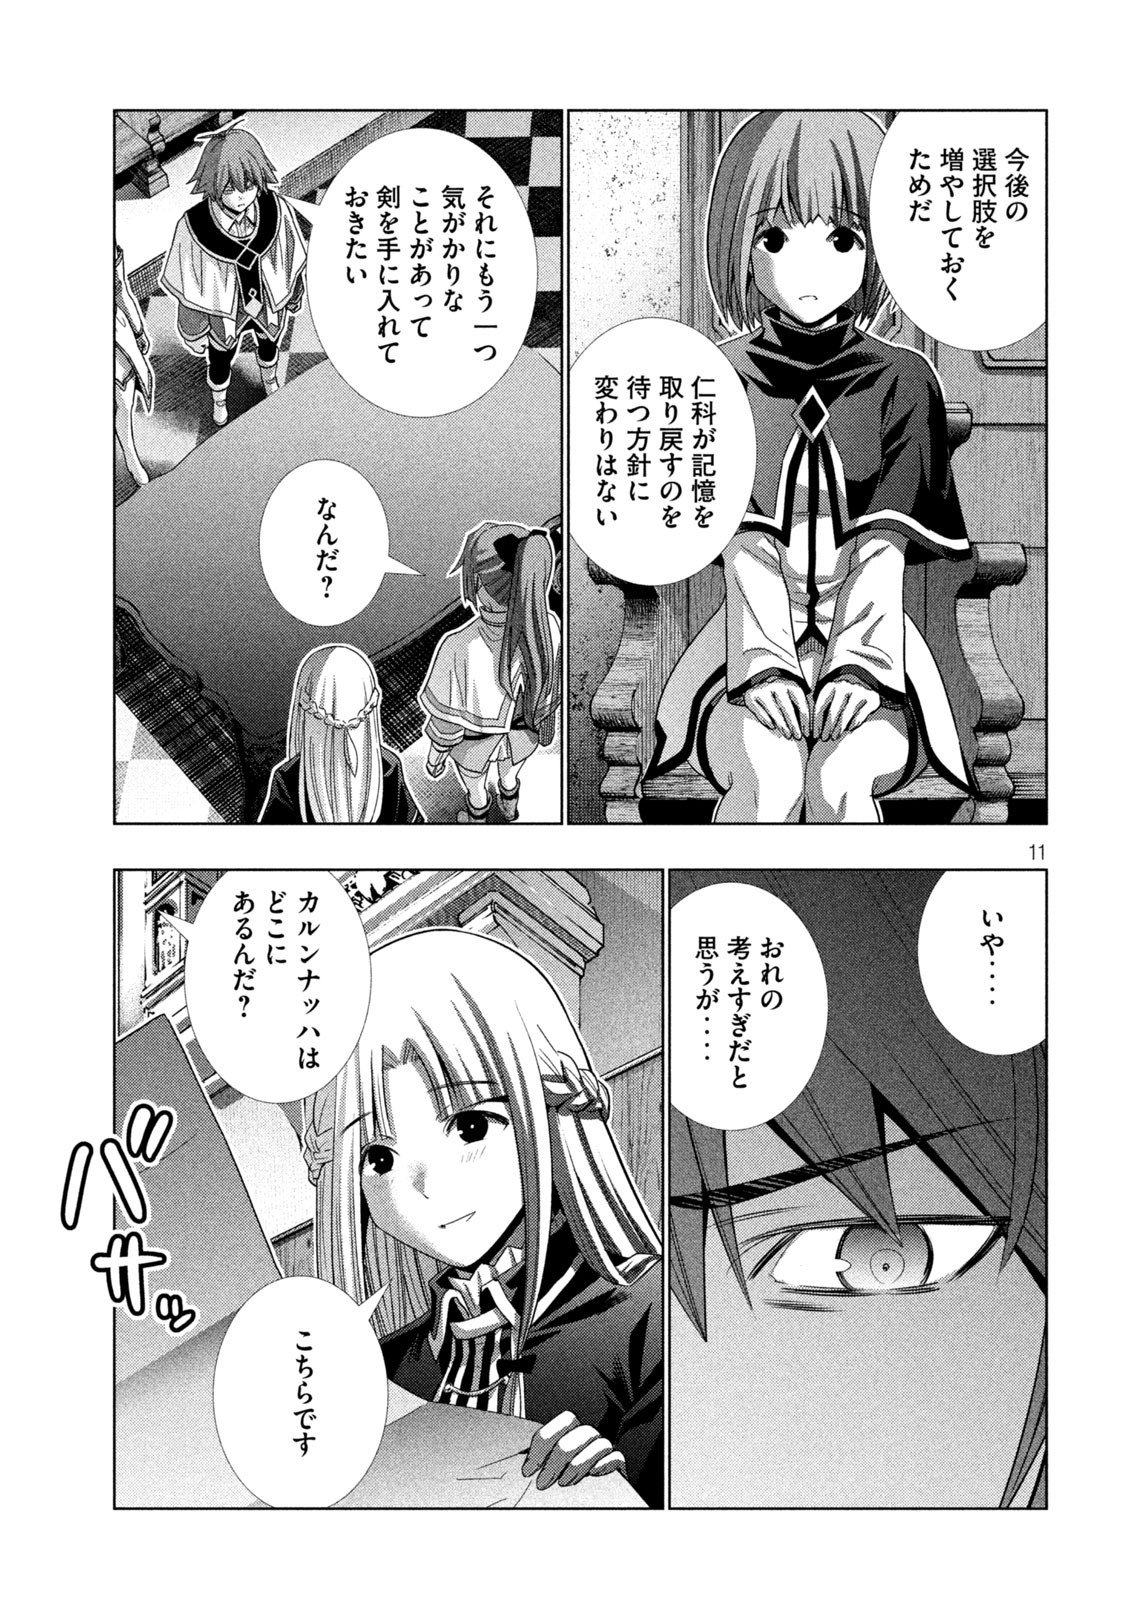 今後の
選択肢を
増やしておく
ためだ
仁科が記憶を
取り戻すのを
待つ方針に
変わりはない
それにもう一つ
気がかりな
ことがあって
剣を手に入れて
おきたい
なんだ？
11
いや‥‥
おれの
考えすぎだと
思うが‥‥
カルンナッハは
どこに
あるんだ？
バサッ
こちらです